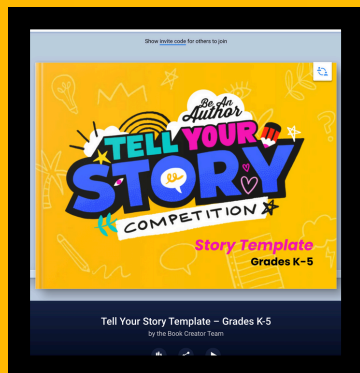 Show invite code for others to join
Be An
Author
TELL YOUR
STORY
COMPETITION
Story Template
Grades K-5
Tell Your Story Template – Grades K-5
by the Book Creator Team